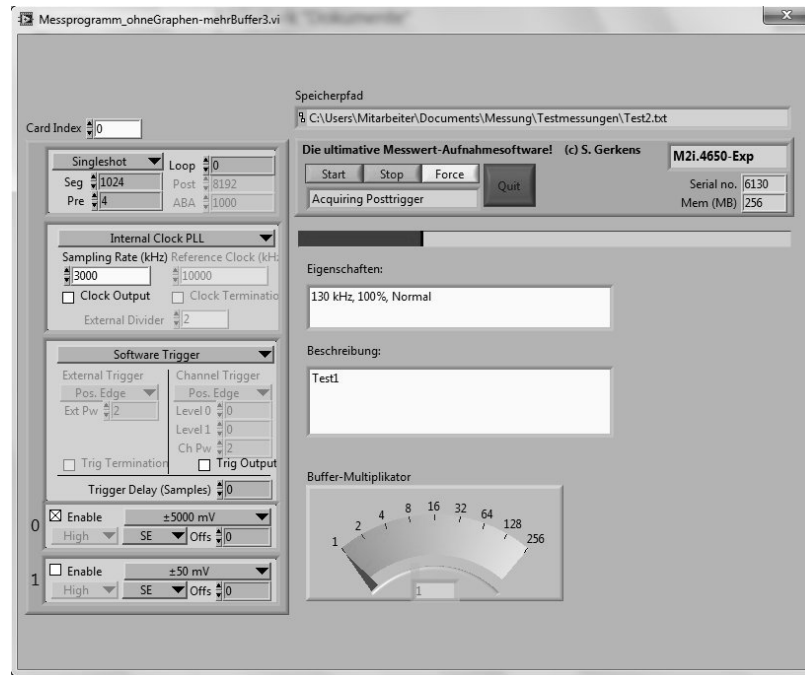 Messprogramm_ohneGraphen-mehrBuffer3.vi
Speicherpfad
C:\Users\Mitarbeiter\Documents\Messung\Testmessungen\Test2.txt
Card Index 0
Die ultimative Messwert-Aufnahmesoftware! (c) S. Gerkens
M2i.4650-Exp
Start Stop Force Quit
Serial no. 6130
Acquiring Posttrigger
Mem (MB) 256
Singleshot Loop 0
Seg 1024 Post 8192
Pre 4 ABA 1000
Internal Clock PLL
Sampling Rate (kHz) Reference Clock (kHz
3000 10000
Clock Output Clock Terminatio
External Divider 2
Eigenschaften:
130 kHz, 100%, Normal
Software Trigger
External Trigger Channel Trigger
Pos. Edge Pos. Edge
Ext Pw 2 Level 0 0
Level 1 0
Ch Pw 2
Trig Termination Trig Output
Trigger Delay (Samples) 0
Beschreibung:
Test1
0 Enable ±5000 mV
High SE Offs 0
1 Enable ±50 mV
High SE Offs 0
Buffer-Multiplikator
1 2 4 8 16 32 64 128 256
1